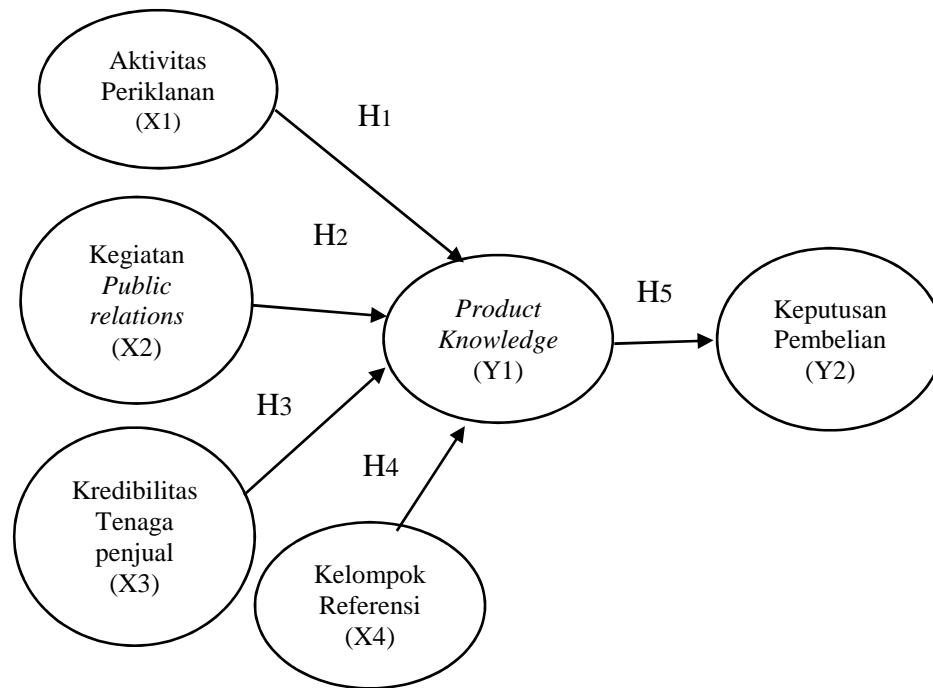 Aktivitas
Periklanan
(X1)
H1
Kegiatan
Public
relations
(X2)
H2
Product
Knowledge
(Y1)
H5
Keputusan
Pembelian
(Y2)
H3
Kredibilitas
Tenaga
penjual
(X3)
H4
Kelompok
Referensi
(X4)